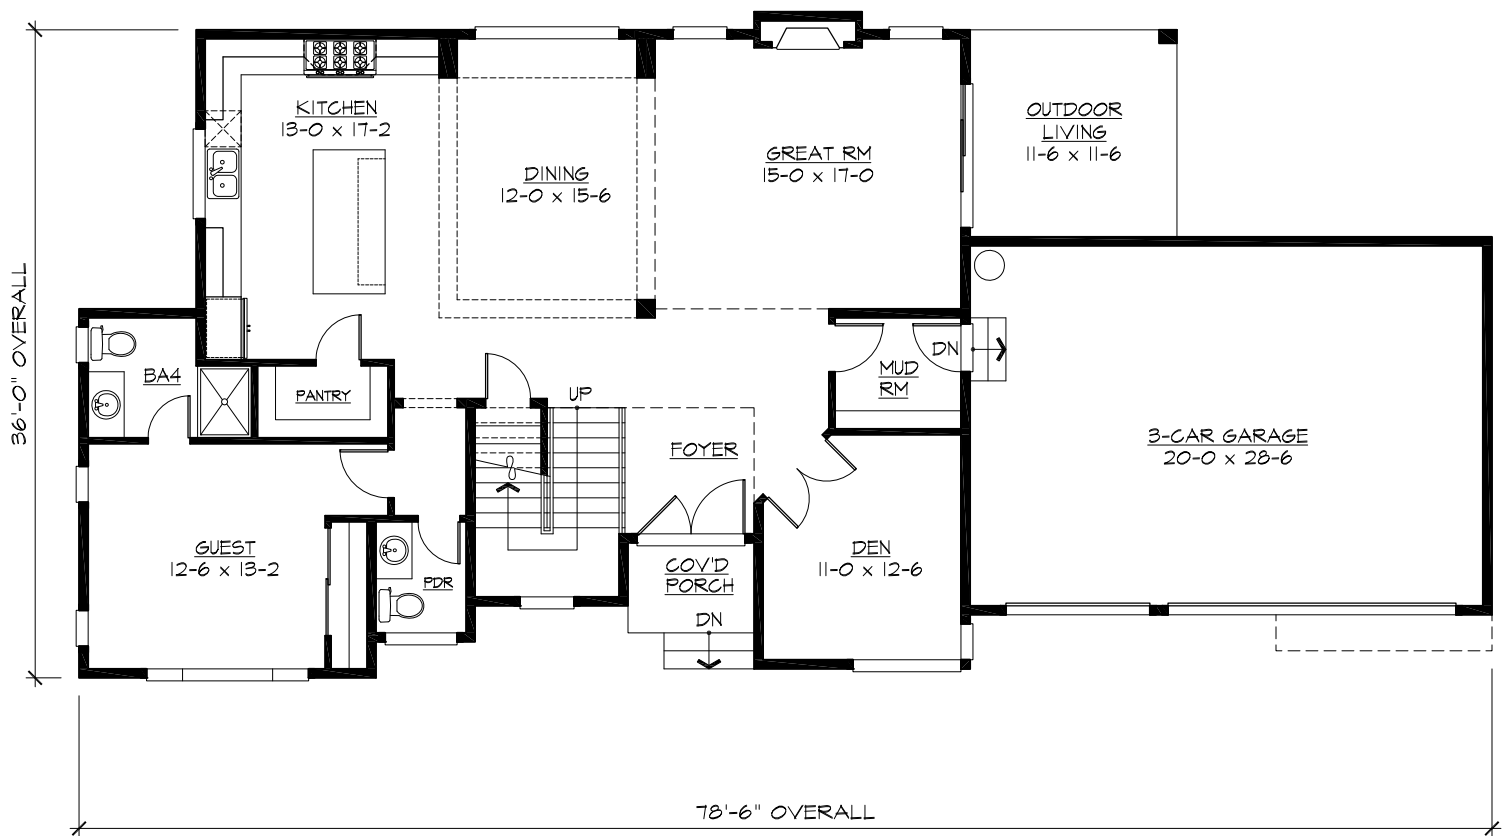 KITCHEN
13-0 x 17-2
DINING
12-0 x 15-6
GREAT RM
15-0 x 17-0
OUTDOOR
LIVING
11-6 x 11-6
36'-0" OVERALL
BA4
PANTRY
UP
FOYER
MUD
RM
DN
3-CAR GARAGE
20-0 x 28-6
GUEST
12-6 x 13-2
PDR
COV'D
PORCH
DN
DEN
11-0 x 12-6
78'-6" OVERALL